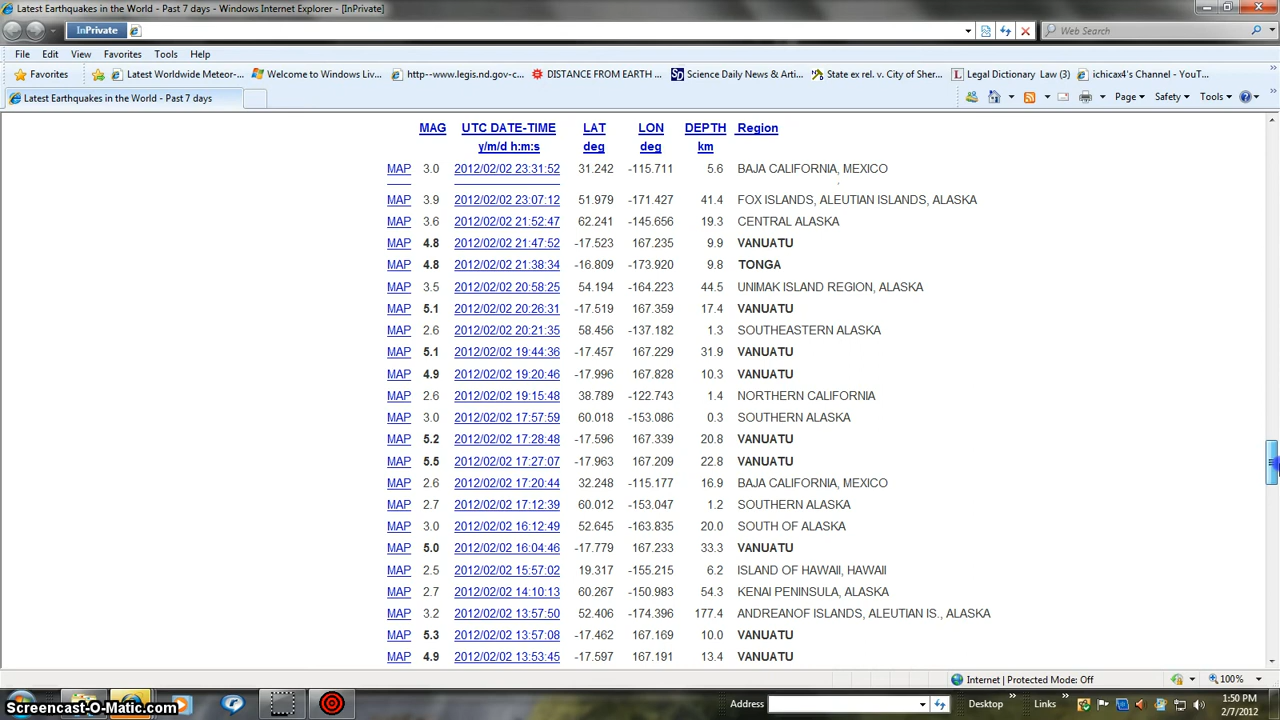 Latest Earthquakes in the World - Past 7 days - Windows Internet Explorer - [InPrivate]
InPrivate
Web Search
File Edit View Favorites Tools Help
Favorites Latest Worldwide Meteor-... Welcome to Windows Liv... http--www.legis.nd.gov-c... DISTANCE FROM EARTH ... Science Daily News & Arti... State ex rel. v. City of Sher... Legal Dictionary Law (3) ichicax4's Channel - YouT...
Latest Earthquakes in the World - Past 7 days
Page Safety Tools
MAG UTC DATE-TIME LAT LON DEPTH Region
y/m/d h:m:s deg deg km
MAP 3.0 2012/02/02 23:31:52 31.242 -115.711 5.6 BAJA CALIFORNIA, MEXICO
MAP 3.9 2012/02/02 23:07:12 51.979 -171.427 41.4 FOX ISLANDS, ALEUTIAN ISLANDS, ALASKA
MAP 3.6 2012/02/02 21:52:47 62.241 -145.656 19.3 CENTRAL ALASKA
MAP 4.8 2012/02/02 21:47:52 -17.523 167.235 9.9 VANUATU
MAP 4.8 2012/02/02 21:38:34 -16.809 -173.920 9.8 TONGA
MAP 3.5 2012/02/02 20:58:25 54.194 -164.223 44.5 UNIMAK ISLAND REGION, ALASKA
MAP 5.1 2012/02/02 20:26:31 -17.519 167.359 17.4 VANUATU
MAP 2.6 2012/02/02 20:21:35 58.456 -137.182 1.3 SOUTHEASTERN ALASKA
MAP 5.1 2012/02/02 19:44:36 -17.457 167.229 31.9 VANUATU
MAP 4.9 2012/02/02 19:20:46 -17.996 167.828 10.3 VANUATU
MAP 2.6 2012/02/02 19:15:48 38.789 -122.743 1.4 NORTHERN CALIFORNIA
MAP 3.0 2012/02/02 17:57:59 60.018 -153.086 0.3 SOUTHERN ALASKA
MAP 5.2 2012/02/02 17:28:48 -17.596 167.339 20.8 VANUATU
MAP 5.5 2012/02/02 17:27:07 -17.963 167.209 22.8 VANUATU
MAP 2.6 2012/02/02 17:20:44 32.248 -115.177 16.9 BAJA CALIFORNIA, MEXICO
MAP 2.7 2012/02/02 17:12:39 60.012 -153.047 1.2 SOUTHERN ALASKA
MAP 3.0 2012/02/02 16:12:49 52.645 -163.835 20.0 SOUTH OF ALASKA
MAP 5.0 2012/02/02 16:04:46 -17.779 167.233 33.3 VANUATU
MAP 2.5 2012/02/02 15:57:02 19.317 -155.215 6.2 ISLAND OF HAWAII, HAWAII
MAP 2.7 2012/02/02 14:10:13 60.267 -150.983 54.3 KENAI PENINSULA, ALASKA
MAP 3.2 2012/02/02 13:57:50 52.406 -174.396 177.4 ANDREANOF ISLANDS, ALEUTIAN IS., ALASKA
MAP 5.3 2012/02/02 13:57:08 -17.462 167.169 10.0 VANUATU
MAP 4.9 2012/02/02 13:53:45 -17.597 167.191 13.4 VANUATU
Internet | Protected Mode: Off 100%
Screencast-O-Matic.com Address Desktop Links 1:50 PM
2/7/2012